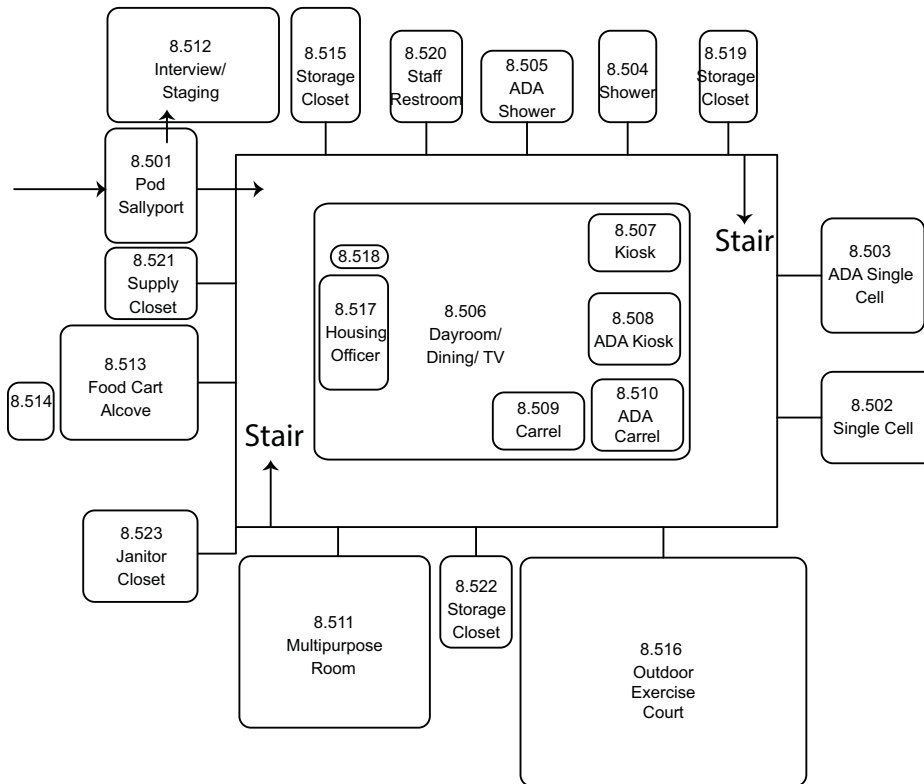 8.512
Interview/
Staging
8.515
Storage
Closet
8.520
Staff
Restroom
8.505
ADA
Shower
8.504
Shower
8.519
Storage
Closet
8.501
Pod
Sallyport
8.521
Supply
Closet
8.518
8.517
Housing
Officer
8.506
Dayroom/
Dining/ TV
8.507
Kiosk
Stair
8.503
ADA Single
Cell
8.508
ADA Kiosk
8.513
Food Cart
Alcove
8.514
8.509
Carrel
8.510
ADA
Carrel
8.502
Single Cell
Stair
8.523
Janitor
Closet
8.511
Multipurpose
Room
8.522
Storage
Closet
8.516
Outdoor
Exercise
Court